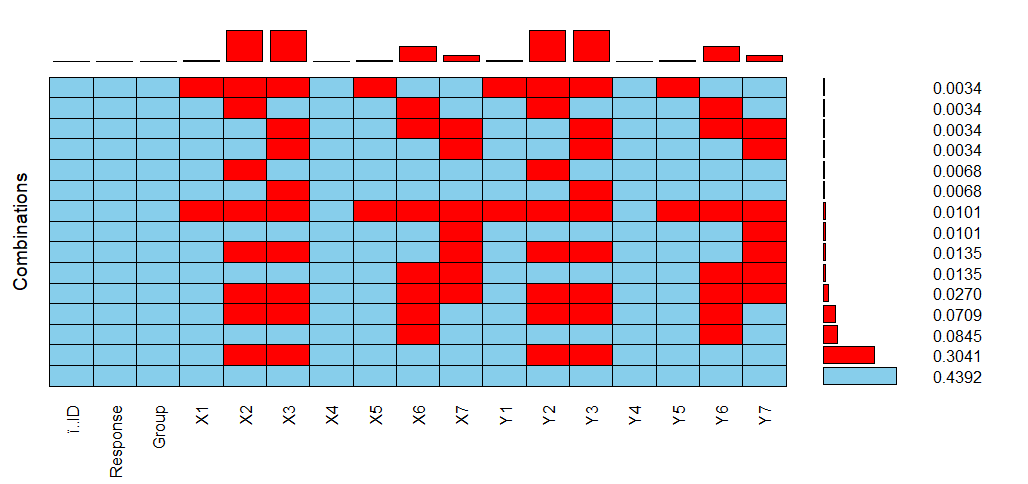 Combinations
0.0034
0.0034
0.0034
0.0034
0.0068
0.0068
0.0101
0.0101
0.0135
0.0135
0.0270
0.0709
0.0845
0.3041
0.4392
ï..ID
Response
Group
X1
X2
X3
X4
X5
X6
X7
Y1
Y2
Y3
Y4
Y5
Y6
Y7